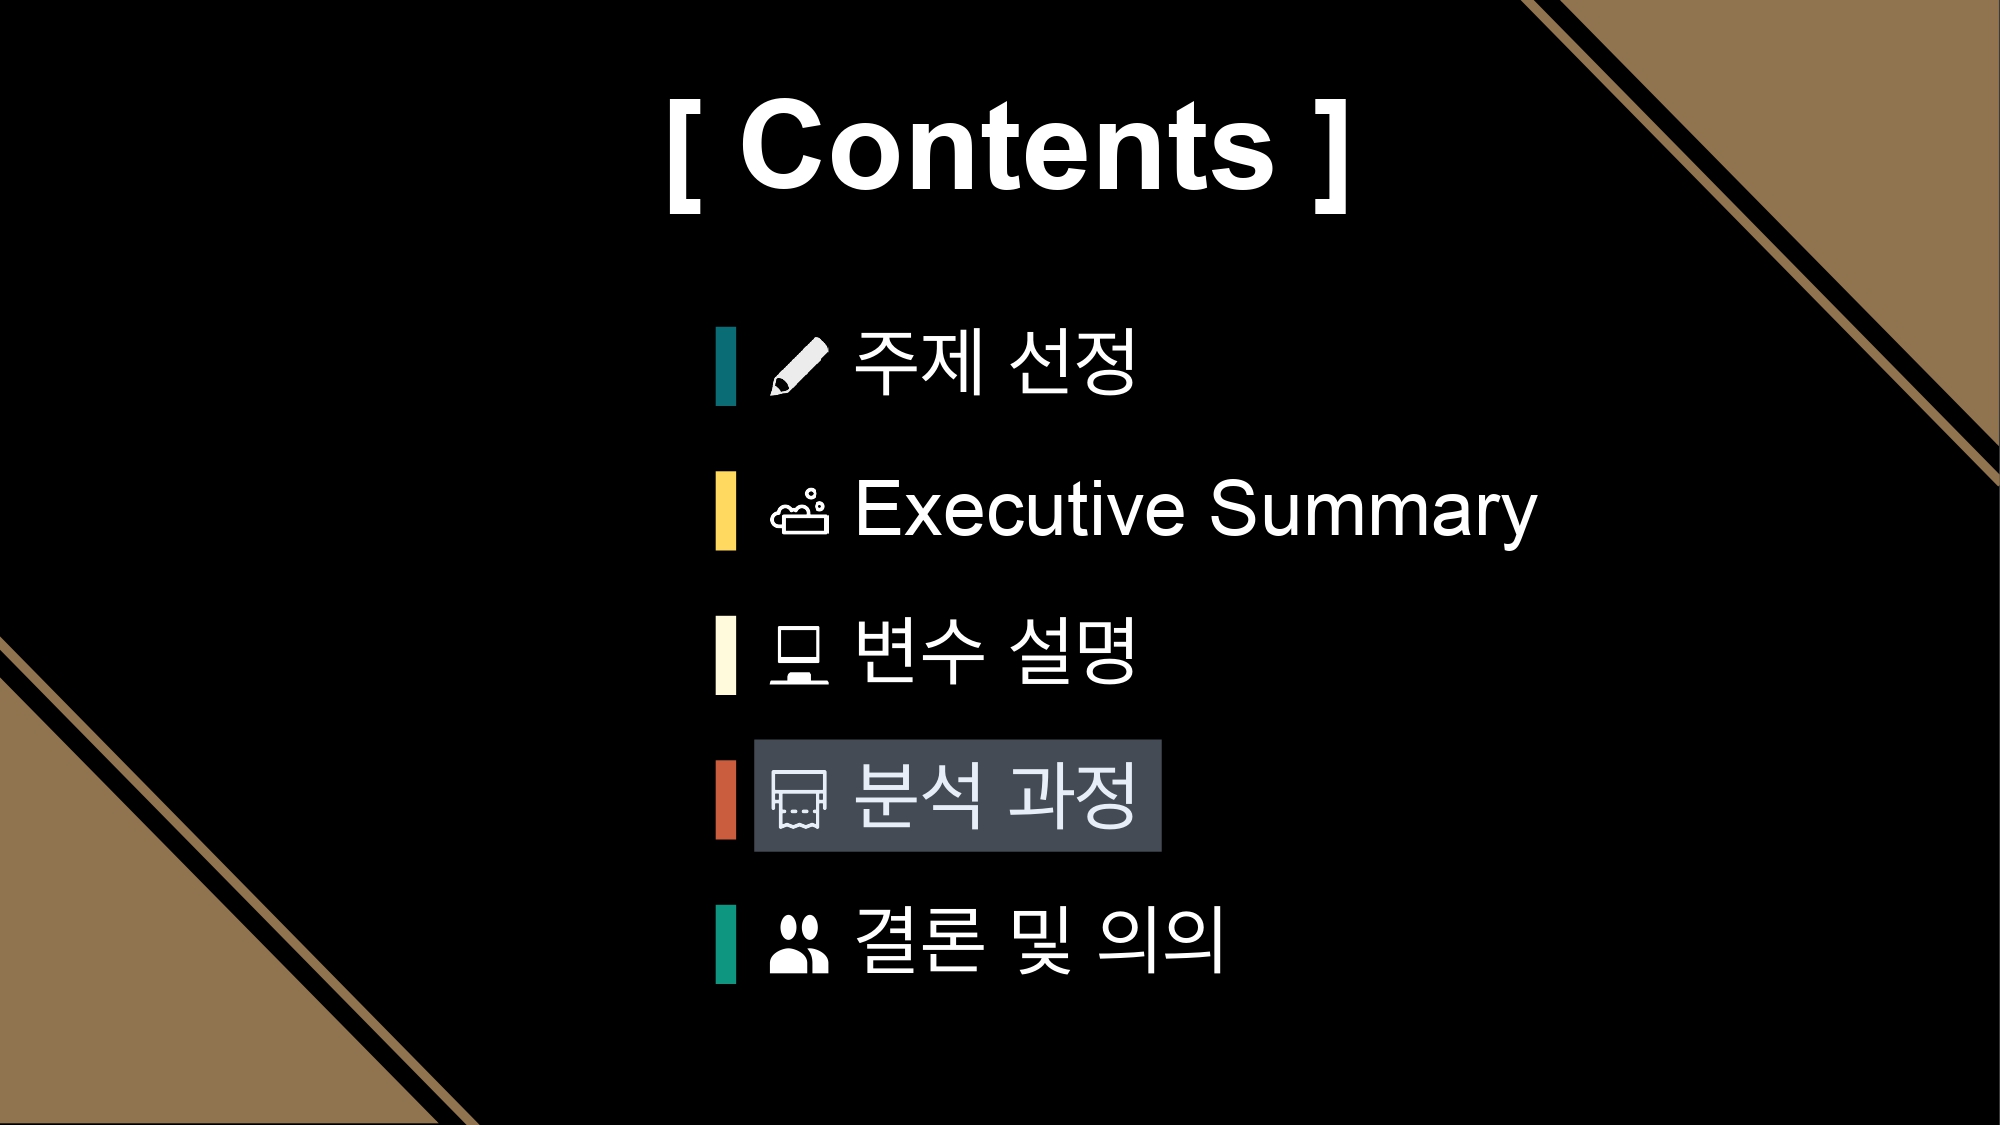 [ Contents ]
주제 선정
Executive Summary
변수 설명
분석 과정
결론 및 의의